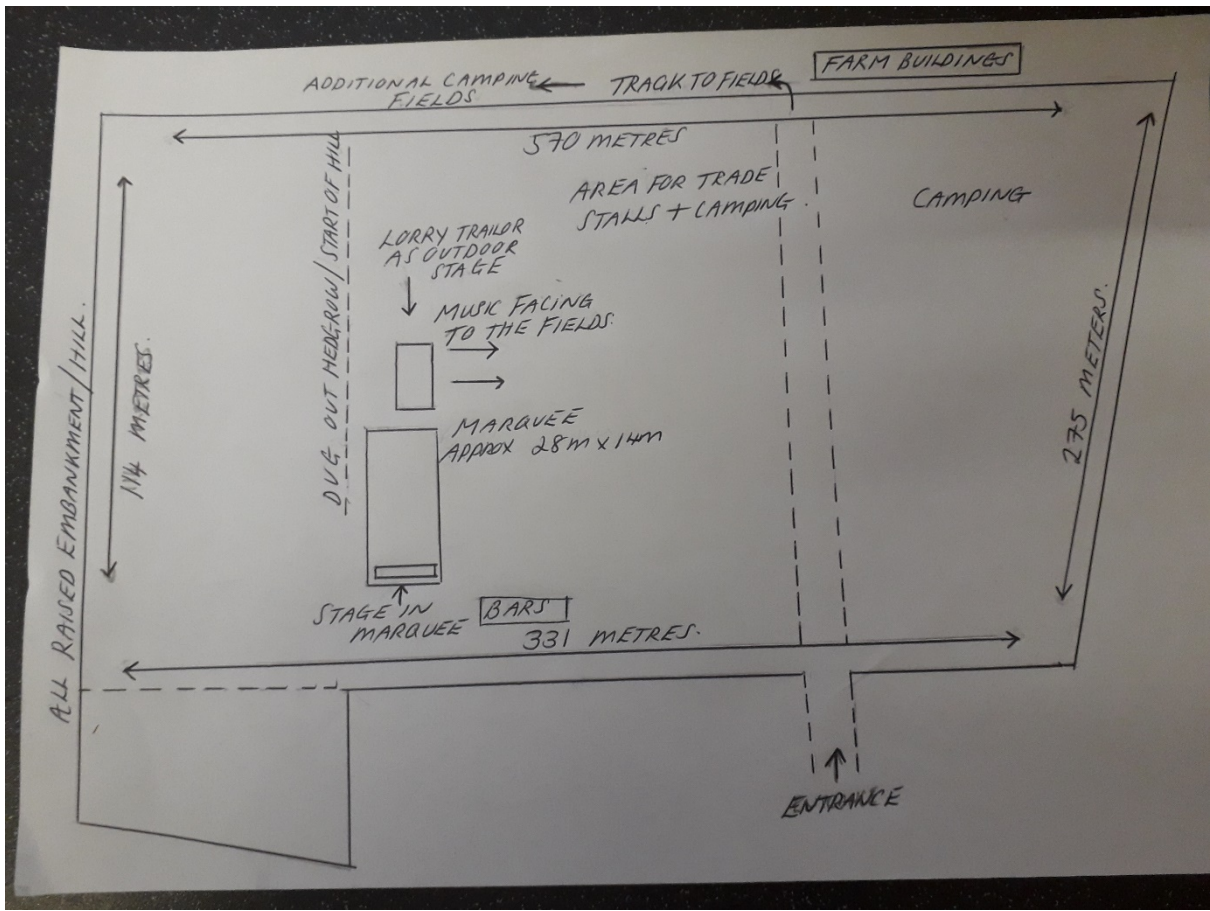 FARM BUILDINGS
ADDITIONAL CAMPING
FIELDS
TRACK TO FIELDS
570 METRES
AREA FOR TRADE
STALLS + CAMPING
CAMPING
LORRY TRAILOR
AS OUTDOOR
STAGE
MUSIC FACING
TO THE FIELDS.
DUG OUT HEDGROW/START OF HILL
ALL RAISED EMBANKMENT/HILL.
METRES.
MARQUEE
APPROX 28m x 14m
275 METERS.
STAGE IN
MARQUEE
BARS
331 METRES.
ENTRANCE